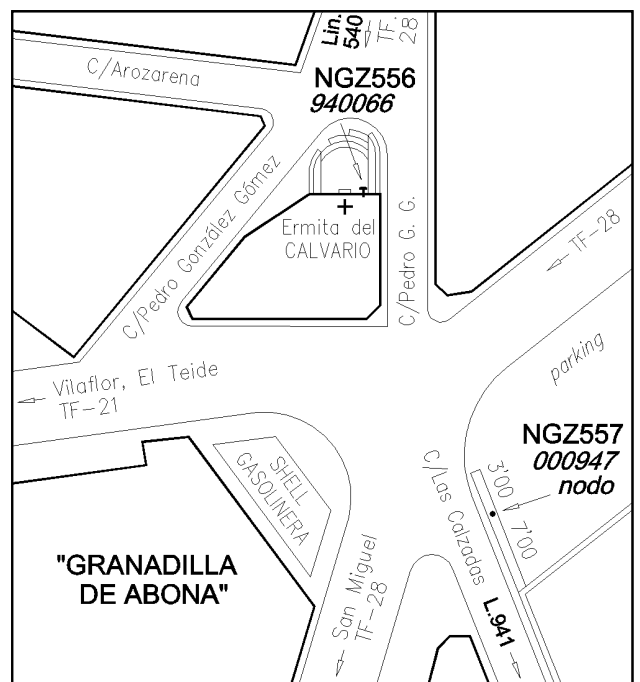 Lin.
540
TF.
28
C/Arozarena
NGZ556
940066
C/Pedro González Gómez
Ermita del
CALVARIO
C/Pedro G. G.
TF-28
Vilaflor, El Teide
TF-21
parking
NGZ557
000947
nodo
SHELL
GASOLINERA
C/Las Calzadas
3'00
7'00
"GRANADILLA
DE ABONA"
San Miguel
TF-28
L.941